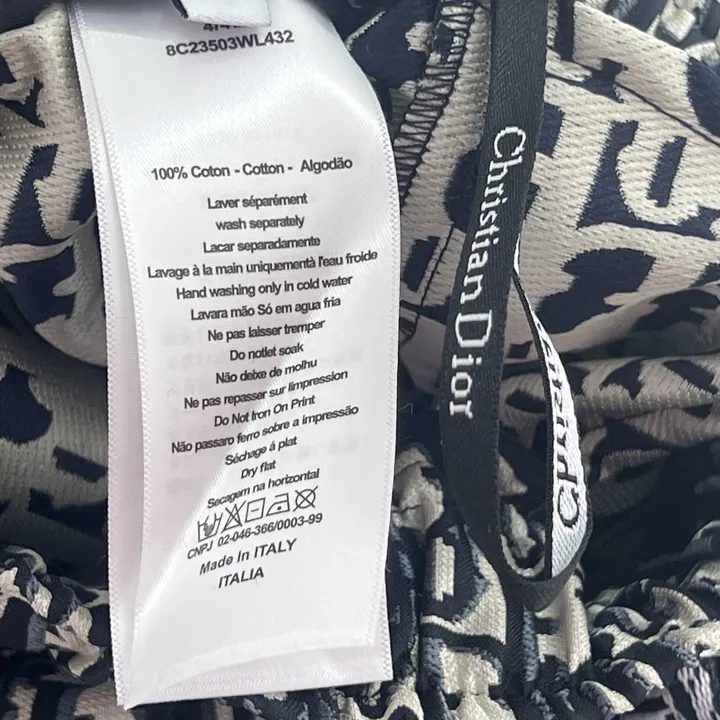 8C23503WL432
100% Coton - Cotton - Algodão
Laver séparément
wash separately
Lacar separadamente
Lavage à la main uniquementà l'eau froide
Hand washing only in cold water
Lavara mão Só em agua fria
Ne pas laisser tremper
Do notlet soak
Não deixe de molhu
Ne pas repasser sur limpression
Do Not Iron On Print
Não passaro ferro sobre a impressão
Séchage á plat
Dry flat
Secagem na horizontal
CNPJ 02-046-366/0003-99
Made In ITALY
ITALIA
Christian Dior